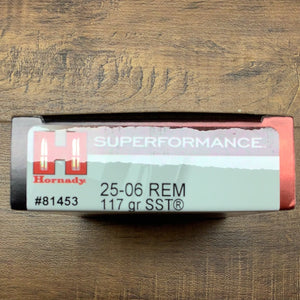 SUPERFORMANCE
H
Hornady
25-06 REM
#81453
117 gr SST®